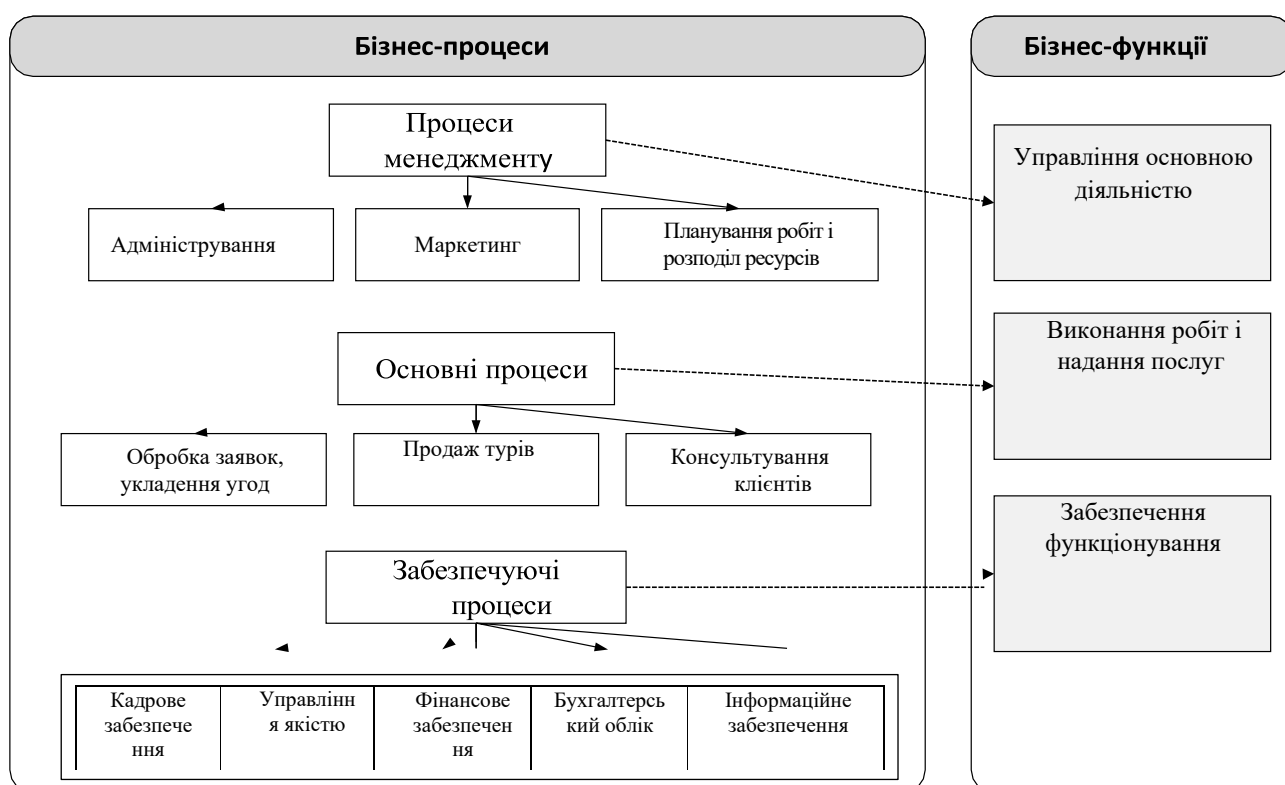 Бізнес-процеси
Бізнес-функції
Процеси
менеджменту
Управління основною
діяльністю
Адміністрування
Маркетинг
Планування робіт і
розподіл ресурсів
Основні процеси
Виконання робіт і
надання послуг
Обробка заявок,
укладення угод
Продаж турів
Консультування
клієнтів
Забезпечуючі
процеси
Забезпечення
функціонування
Кадрове
забезпече
ння
Управлінн
я якістю
Фінансове
забезпечен
ня
Бухгалтерсь
кий облік
Інформаційне
забезпечення